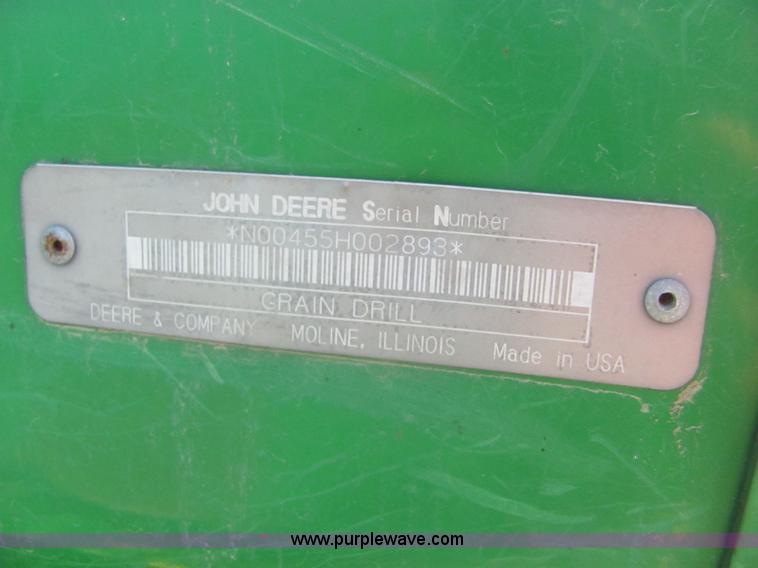 JOHN DEERE Serial Number
*N00455H002893*
GRAIN DRILL
DEERE & COMPANY MOLINE, ILLINOIS Made in USA
www.purplewave.com